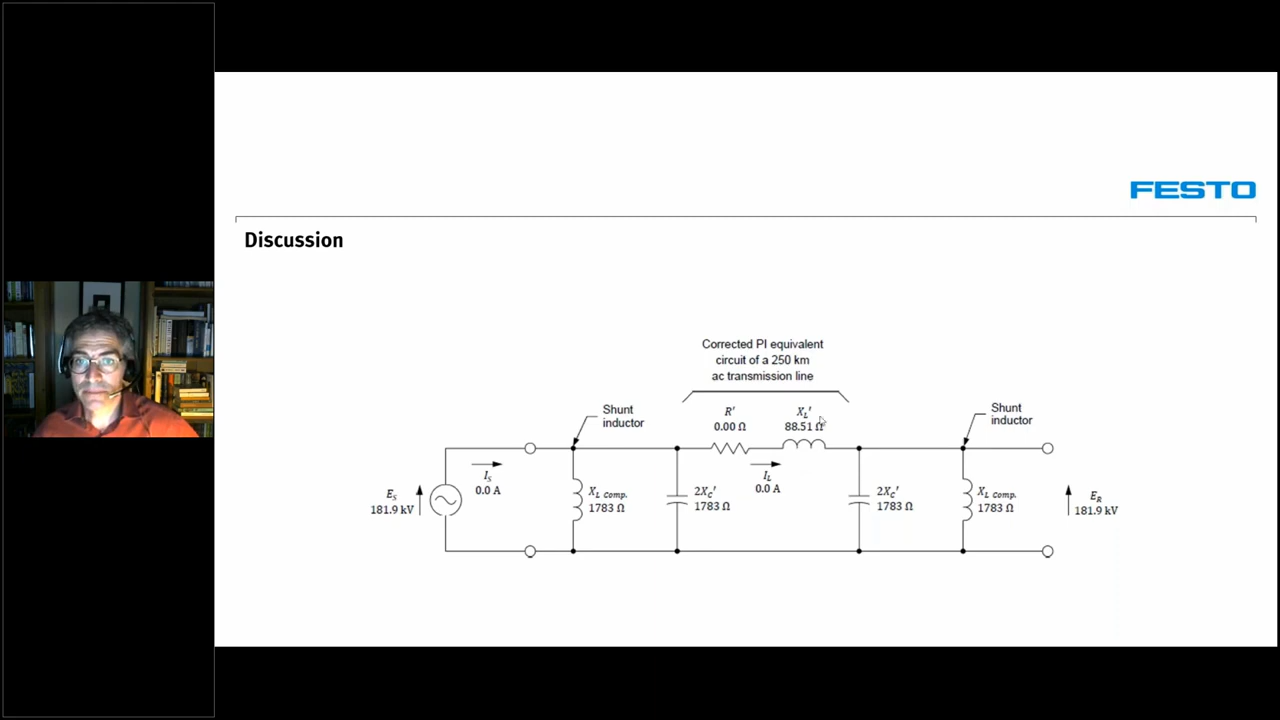 FESTO
Discussion
Corrected PI equivalent
circuit of a 250 km
ac transmission line
Shunt
inductor
R'
0.00 Ω
X_L'
88.51 Ω
Shunt
inductor
I_S
0.0 A
I_L
0.0 A
E_S
181.9 kV
X_L Comp.
1783 Ω
2X_C'
1783 Ω
2X_C'
1783 Ω
X_L Comp.
1783 Ω
E_R
181.9 kV